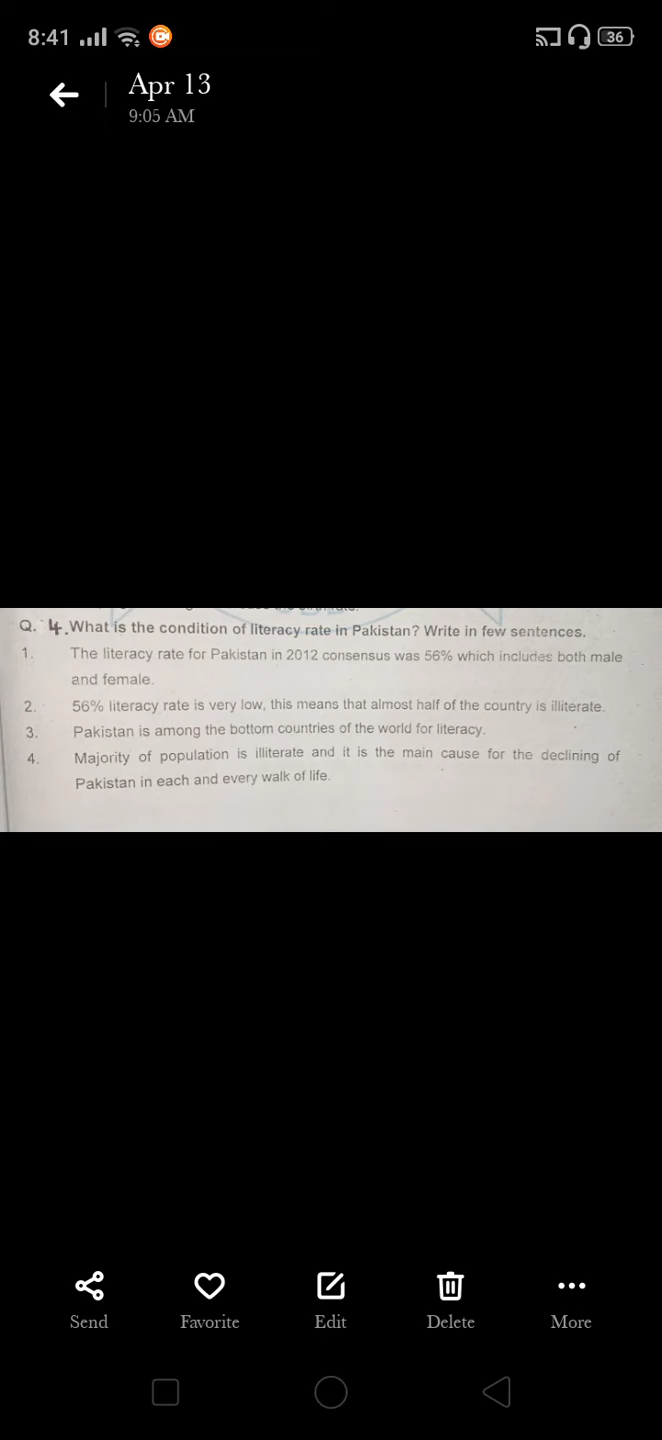 8:41
36
Apr 13
9:05 AM
Q. 4. What is the condition of literacy rate in Pakistan? Write in few sentences.
1. The literacy rate for Pakistan in 2012 consensus was 56% which includes both male
and female.
2. 56% literacy rate is very low, this means that almost half of the country is illiterate.
3. Pakistan is among the bottom countries of the world for literacy.
4. Majority of population is illiterate and it is the main cause for the declining of
Pakistan in each and every walk of life.
Send Favorite Edit Delete More